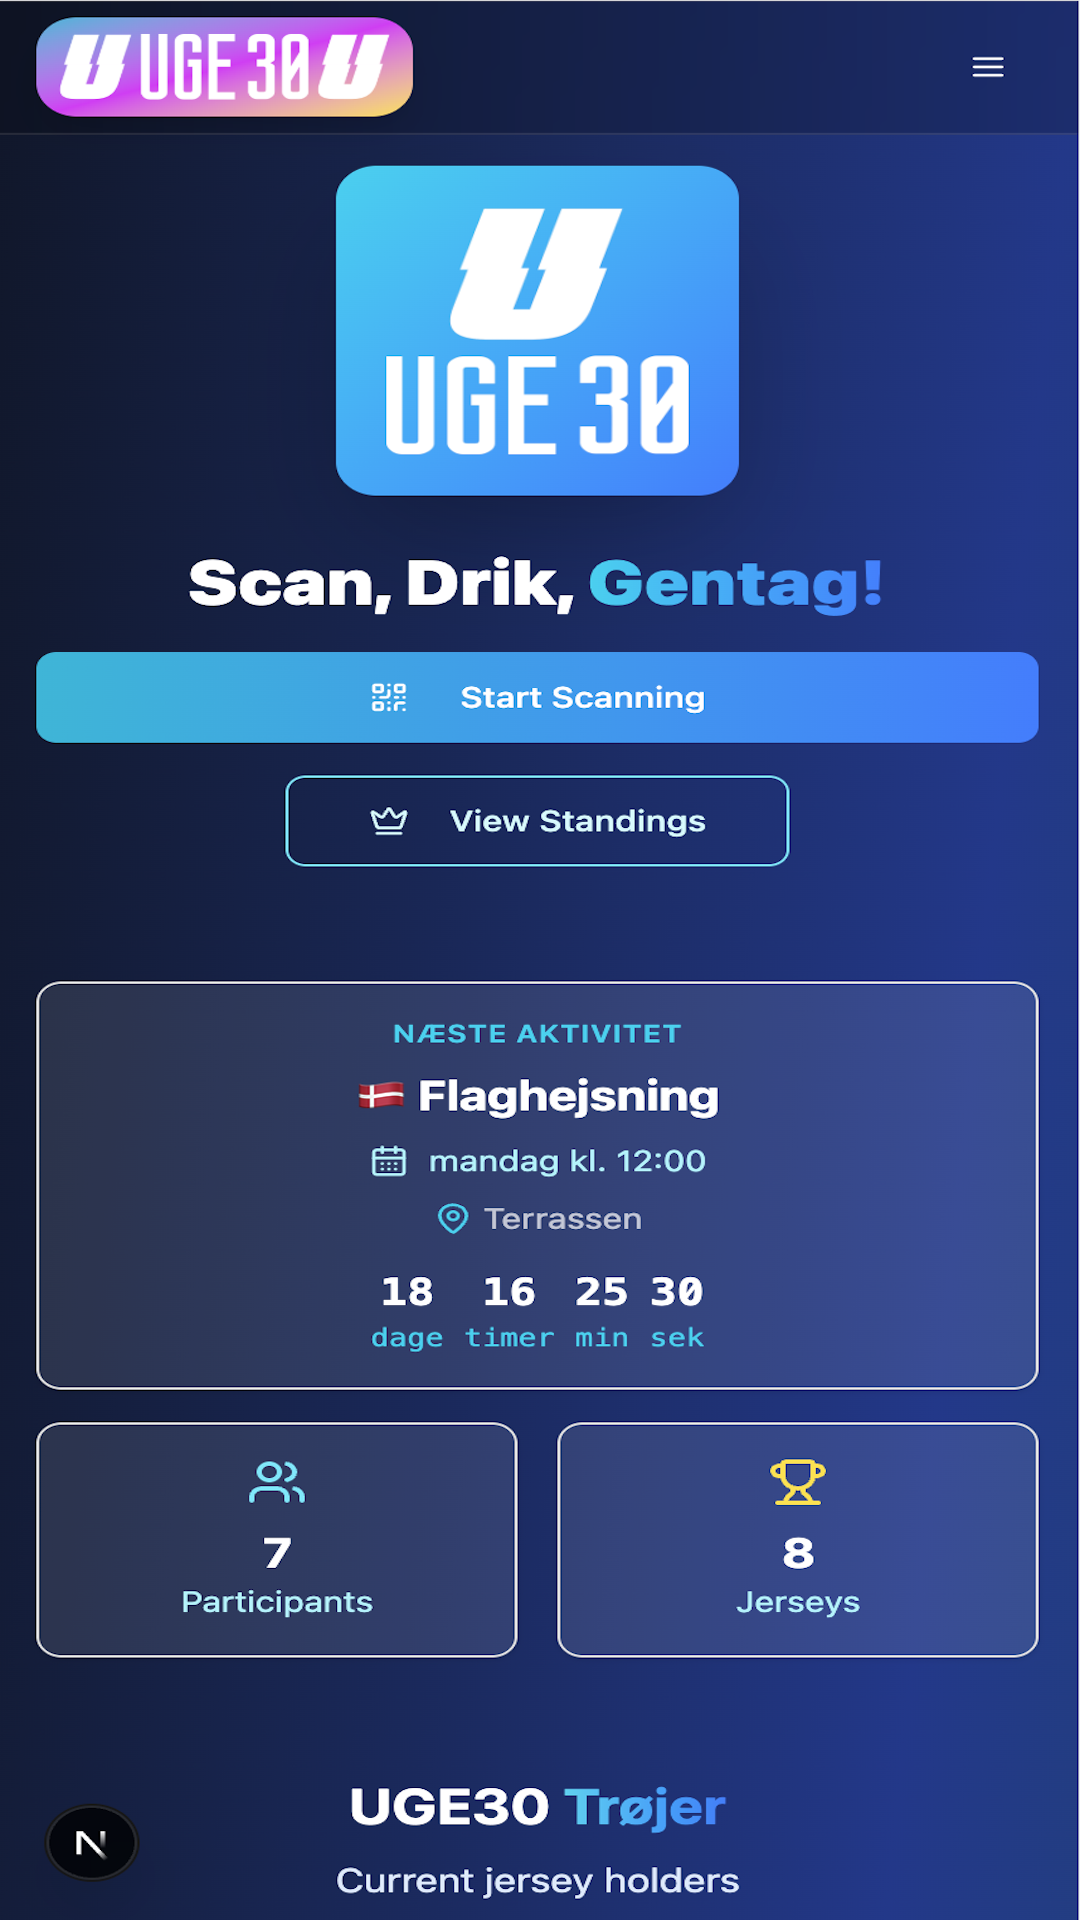 UGE 30
UGE 30
Scan, Drik, Gentag!
Start Scanning
View Standings
NÆSTE AKTIVITET
Flaghejsning
mandag kl. 12:00
Terrassen
18 16 25 30
dage timer min sek
7 8
Participants Jerseys
UGE30 Trøjer
N
Current jersey holders